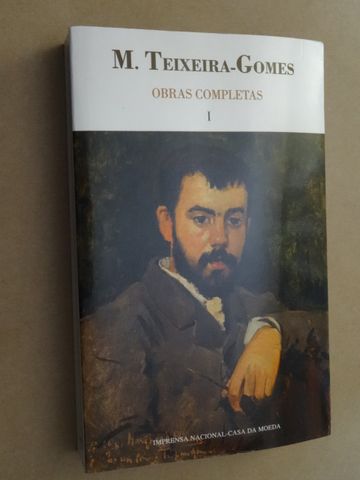 M. TEIXEIRA-GOMES
OBRAS COMPLETAS
I
IMPRENSA NACIONAL-CASA DA MOEDA